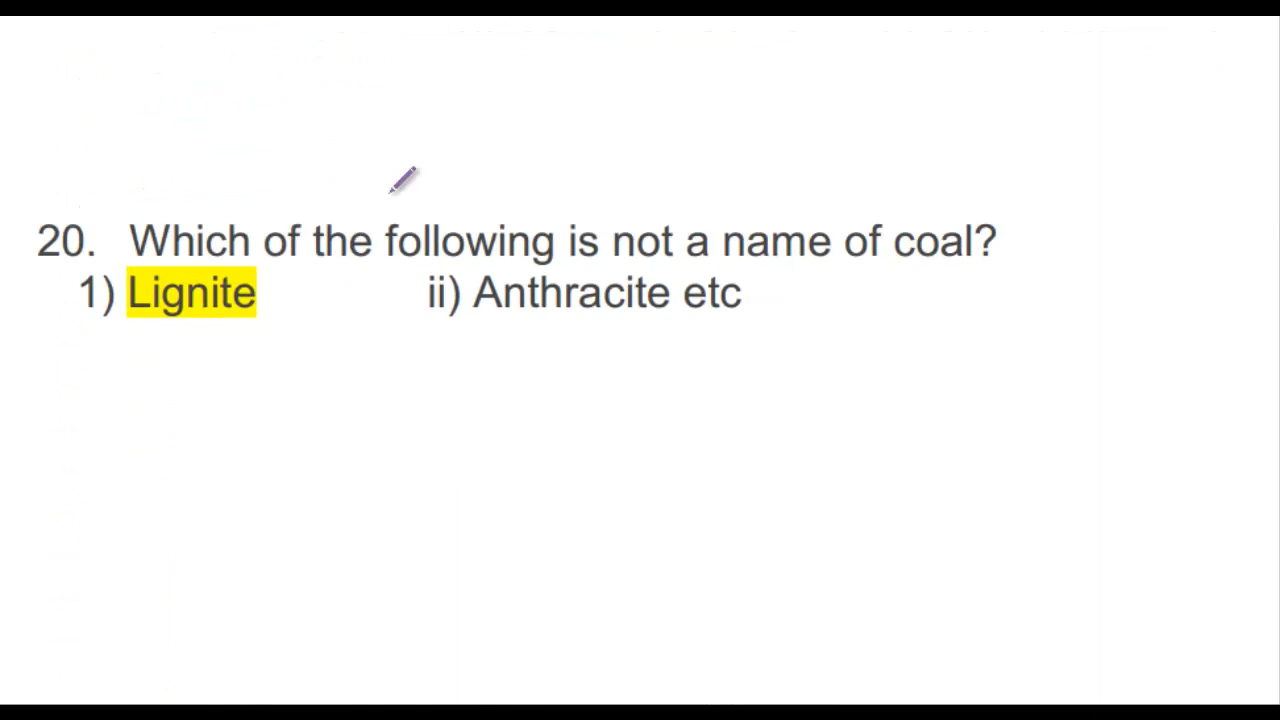 20. Which of the following is not a name of coal?
1) Lignite ii) Anthracite etc